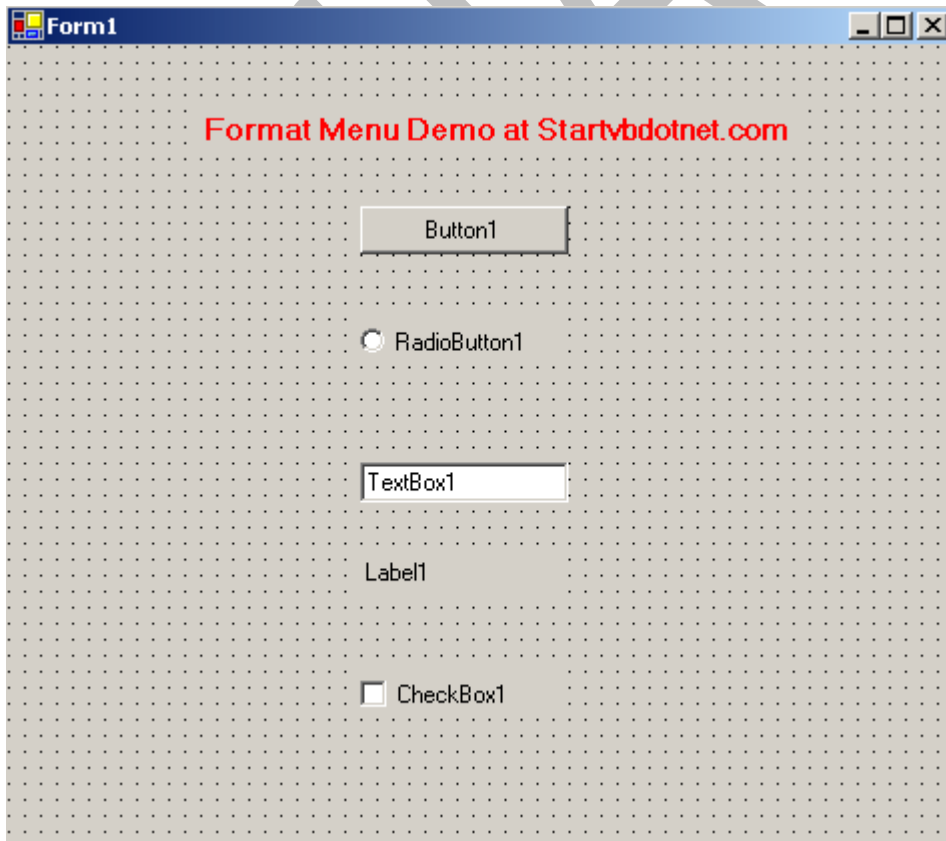 Form1
Format Menu Demo at Startvbdotnet.com
Button1
RadioButton1
TextBox1
Label1
CheckBox1